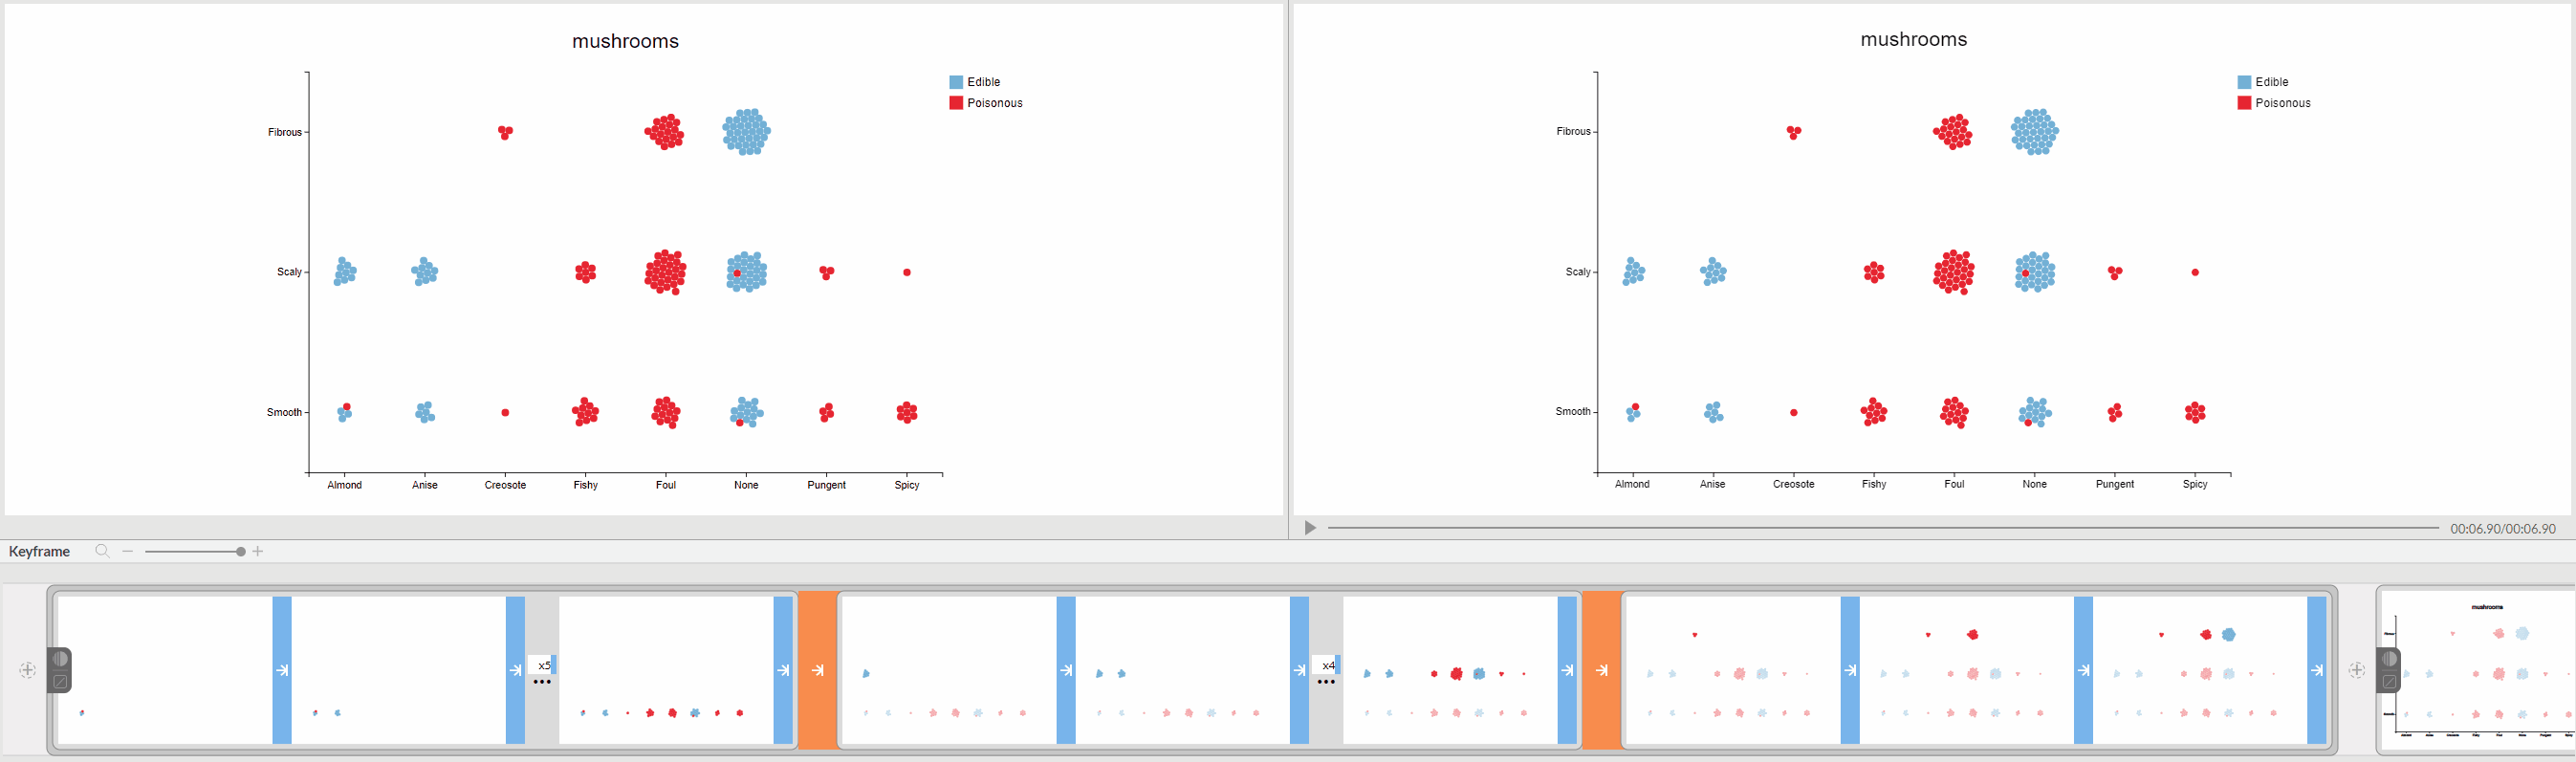 mushrooms
Edible
Poisonous
Fibrous
Scaly
Smooth
Almond Anise Creosote Fishy Foul None Pungent Spicy
mushrooms
Edible
Poisonous
Fibrous
Scaly
Smooth
Almond Anise Creosote Fishy Foul None Pungent Spicy
00:06.90/00:06.90
Keyframe
x5
x4
mushrooms